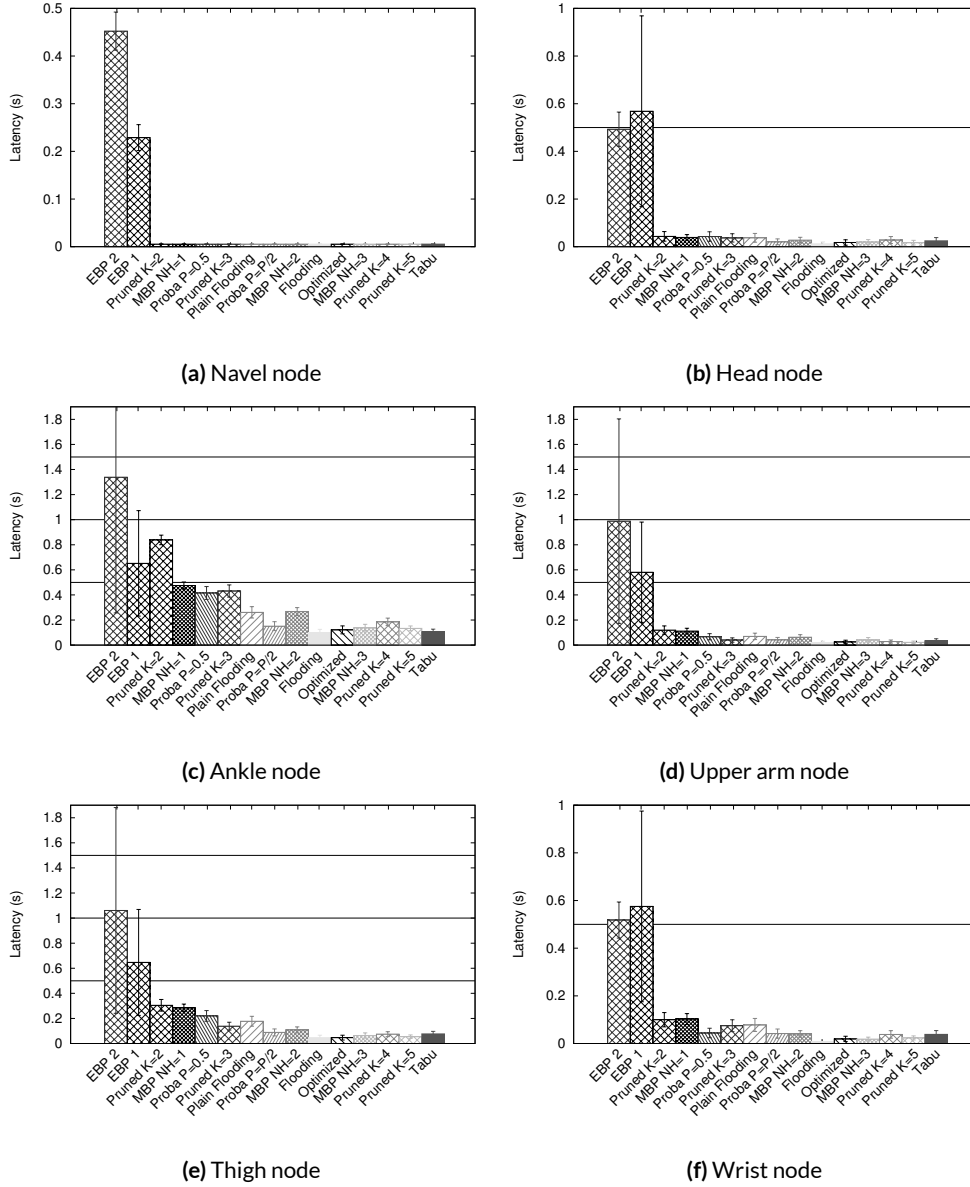 0.5
0.4
0.3
0.2
0.1
0
Latency (s)
EBP 2
EBP 1
Pruned K=2
MBP NH=1
Proba P=0.5
Pruned K=3
Plain Flooding
Proba P=P/2
MBP NH=2
Flooding
Optimized
MBP NH=3
Pruned K=4
Pruned K=5
Tabu
(a) Navel node
1
0.8
0.6
0.4
0.2
0
Latency (s)
EBP 2
EBP 1
Pruned K=2
MBP NH=1
Proba P=0.5
Pruned K=3
Plain Flooding
Proba P=P/2
MBP NH=2
Flooding
Optimized
MBP NH=3
Pruned K=4
Pruned K=5
Tabu
(b) Head node
1.8
1.6
1.4
1.2
1
0.8
0.6
0.4
0.2
0
Latency (s)
EBP 2
EBP 1
Pruned K=2
MBP NH=1
Proba P=0.5
Pruned K=3
Plain Flooding
Proba P=P/2
MBP NH=2
Flooding
Optimized
MBP NH=3
Pruned K=4
Pruned K=5
Tabu
(c) Ankle node
1.8
1.6
1.4
1.2
1
0.8
0.6
0.4
0.2
0
Latency (s)
EBP 2
EBP 1
Pruned K=2
MBP NH=1
Proba P=0.5
Pruned K=3
Plain Flooding
Proba P=P/2
MBP NH=2
Flooding
Optimized
MBP NH=3
Pruned K=4
Pruned K=5
Tabu
(d) Upper arm node
1.8
1.6
1.4
1.2
1
0.8
0.6
0.4
0.2
0
Latency (s)
EBP 2
EBP 1
Pruned K=2
MBP NH=1
Proba P=0.5
Pruned K=3
Plain Flooding
Proba P=P/2
MBP NH=2
Flooding
Optimized
MBP NH=3
Pruned K=4
Pruned K=5
Tabu
(e) Thigh node
1
0.8
0.6
0.4
0.2
0
Latency (s)
EBP 2
EBP 1
Pruned K=2
MBP NH=1
Proba P=0.5
Pruned K=3
Plain Flooding
Proba P=P/2
MBP NH=2
Flooding
Optimized
MBP NH=3
Pruned K=4
Pruned K=5
Tabu
(f) Wrist node